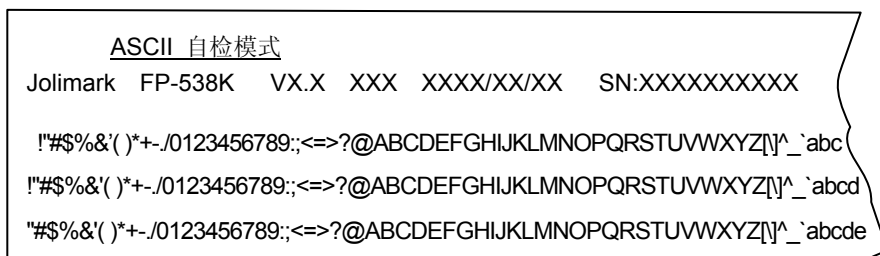 ASCII 自检模式
Jolimark FP-538K VX.X XXX XXXX/XX/XX SN:XXXXXXXXXX
!"#$%&'( )*+-./0123456789:;<=>?@ABCDEFGHIJKLMNOPQRSTUVWXYZ[\]^_`abc
!"#$%&'( )*+-./0123456789:;<=>?@ABCDEFGHIJKLMNOPQRSTUVWXYZ[\]^_`abcd
"#$%&'( )*+-./0123456789:;<=>?@ABCDEFGHIJKLMNOPQRSTUVWXYZ[\]^_`abcde